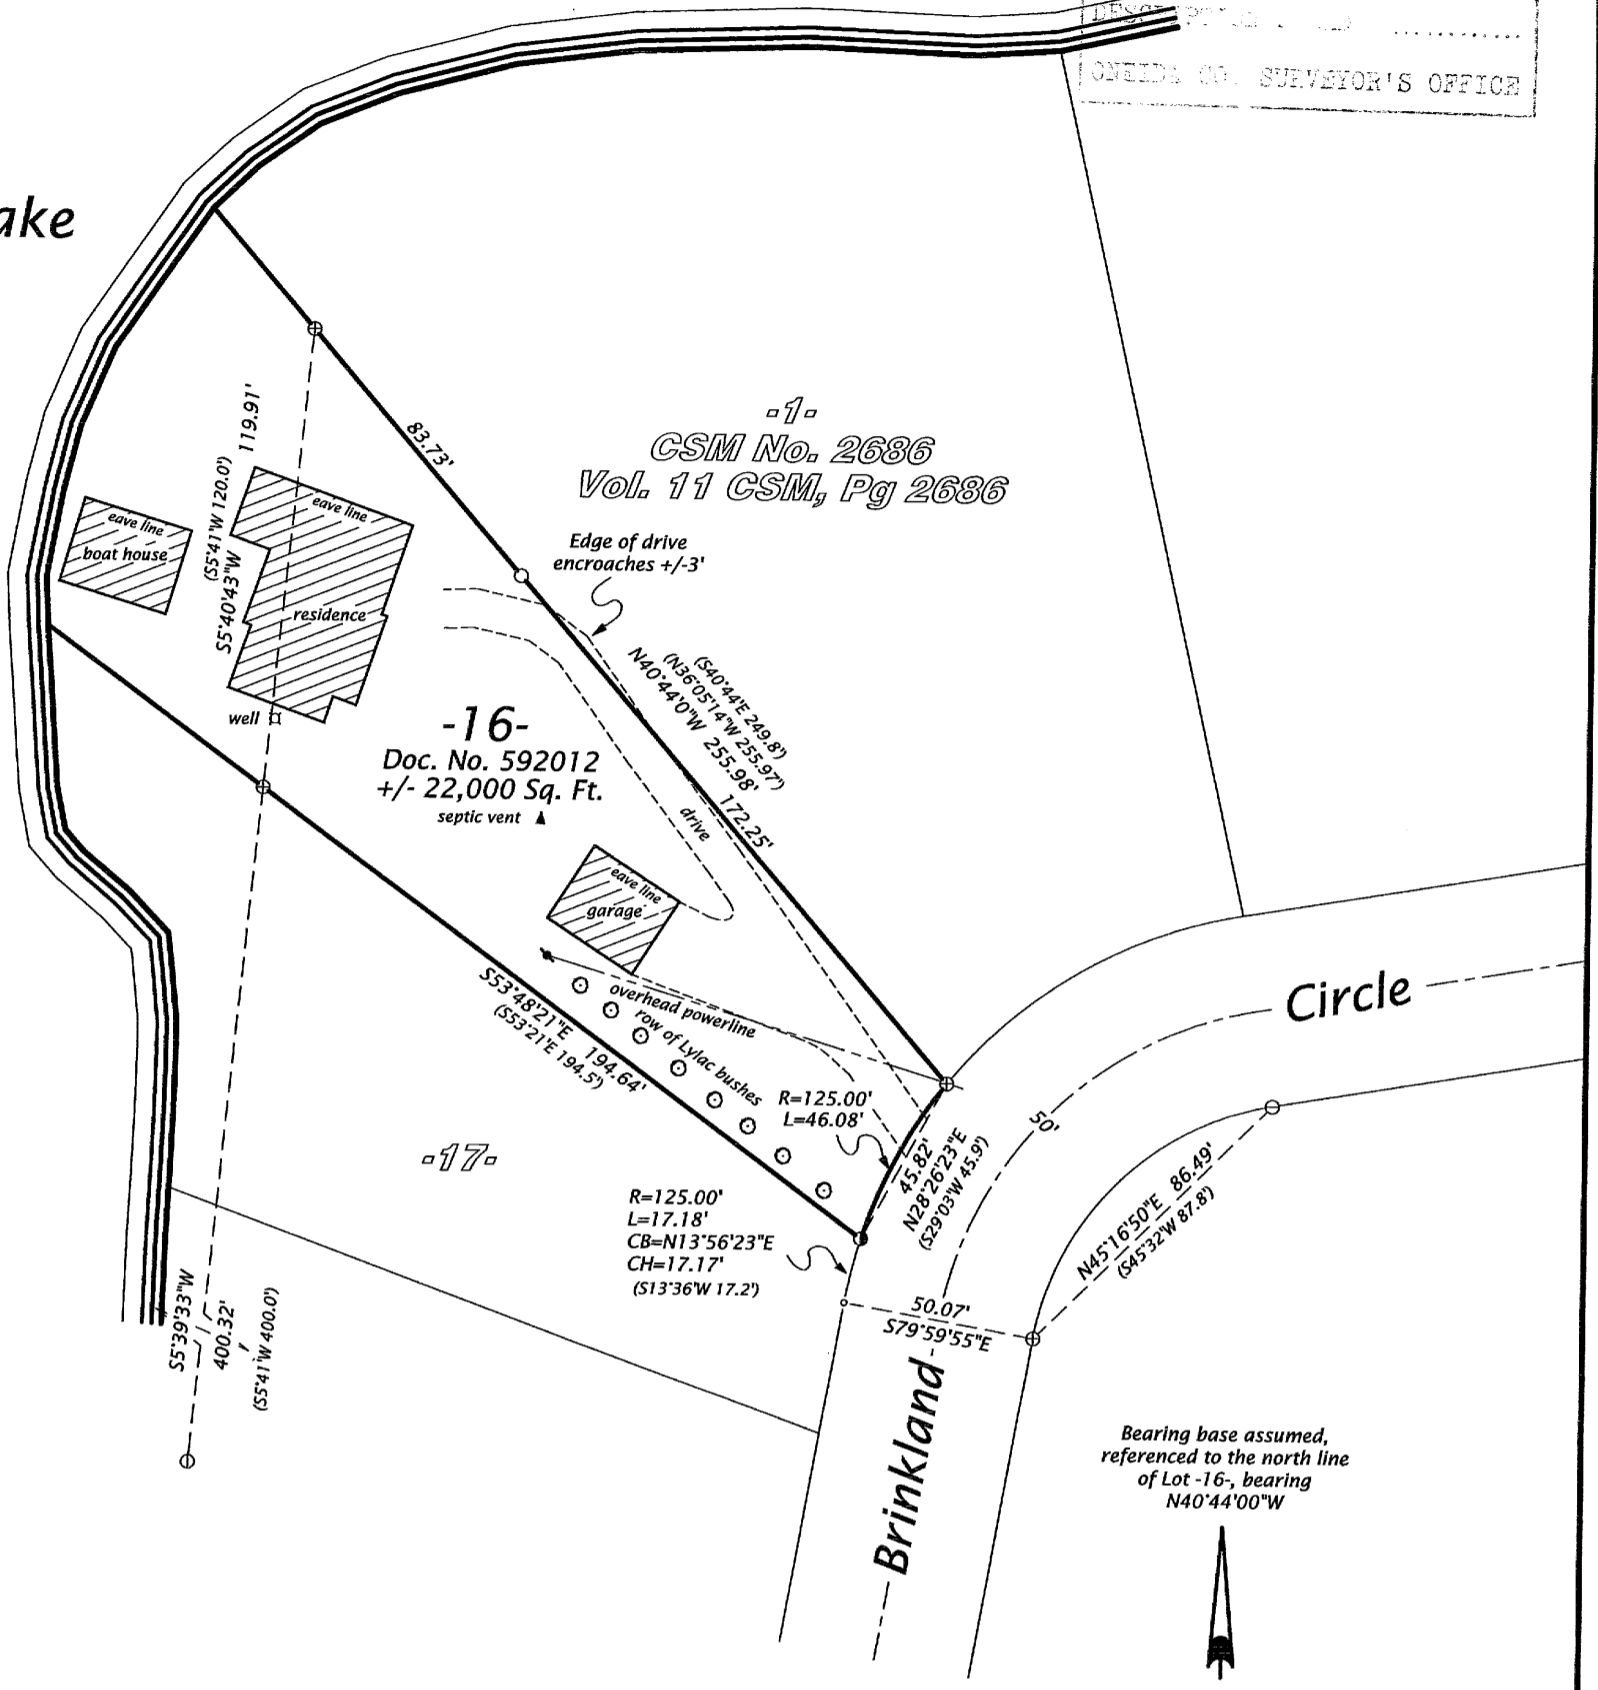 ONEIDA CO. SURVEYOR'S OFFICE
ake
83.73'
-1-
CSM No. 2686
Vol. 11 CSM, Pg 2686
Edge of drive
encroaches +/-3'
119.91'
(S5°41'W 120.0')
S5°40'43"W
eave line
boat house
eave line
residence
well
(S40°44'E 249.8')
(N36°05'14"W 255.97')
N40°44'0"W 255.98'
172.25'
-16-
Doc. No. 592012
+/- 22,000 Sq. Ft.
septic vent
drive
eave line
garage
overhead powerline
row of Lylac bushes
S53°48'21"E 194.64'
(S53°21'E 194.5')
R=125.00'
L=46.08'
45.82'
N28°26'23"E
(S29°03'W 45.9')
Circle
50'
N45°16'50"E 86.49'
(S45°32'W 87.8')
-17-
R=125.00'
L=17.18'
CB=N13°56'23"E
CH=17.17'
(S13°36'W 17.2')
50.07'
S79°59'55"E
S5°39'33"W
400.32'
(S5°41'W 400.0')
Brinkland
Bearing base assumed,
referenced to the north line
of Lot -16-, bearing
N40°44'00"W